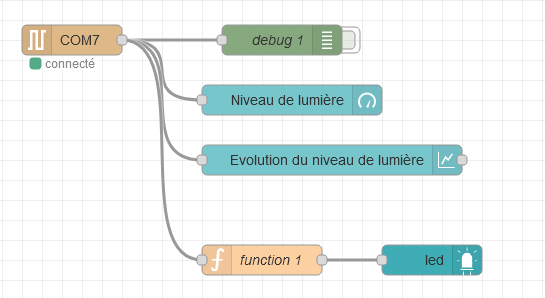 COM7
connecté
debug 1
Niveau de lumière
Evolution du niveau de lumière
function 1
led